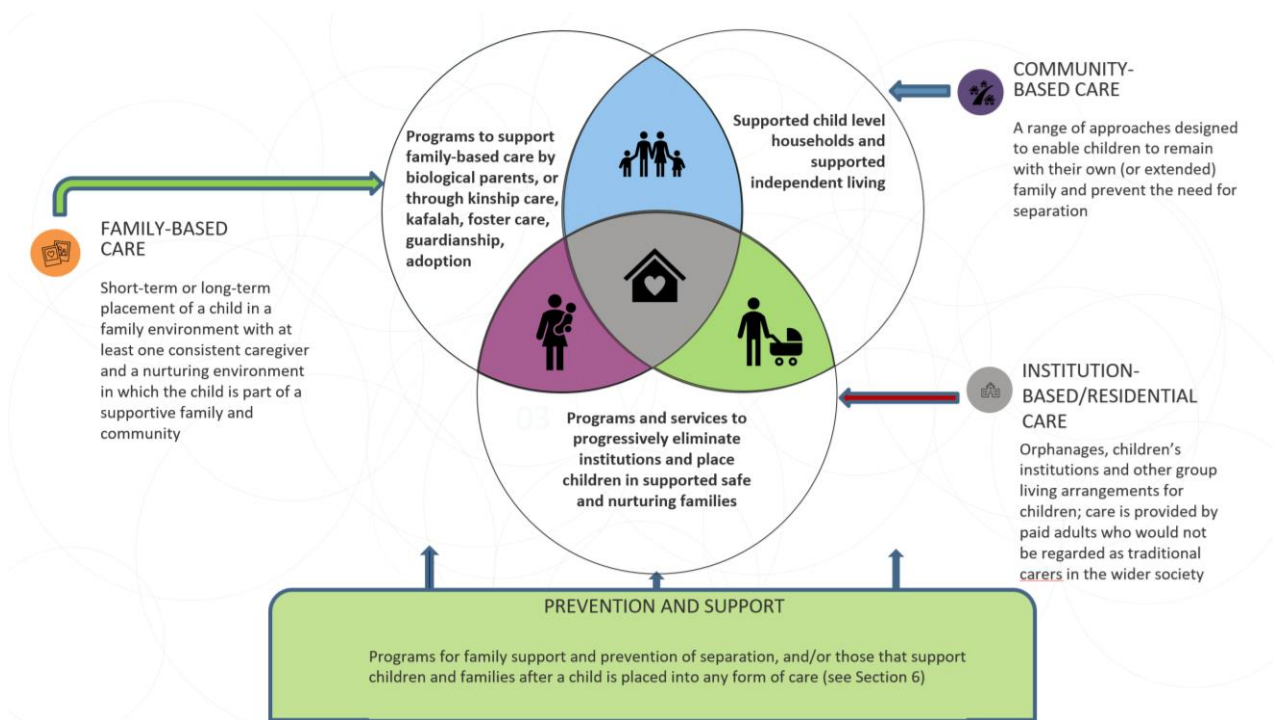 COMMUNITY-
BASED CARE
A range of approaches designed
to enable children to remain
with their own (or extended)
family and prevent the need for
separation
Programs to support
family-based care by
biological parents, or
through kinship care,
kafalah, foster care,
guardianship,
adoption
Supported child level
households and
supported
independent living
FAMILY-BASED
CARE
Short-term or long-term
placement of a child in a
family environment with at
least one consistent caregiver
and a nurturing environment
in which the child is part of a
supportive family and
community
INSTITUTION-
BASED/RESIDENTIAL
CARE
Orphanages, children's
institutions and other group
living arrangements for
children; care is provided by
paid adults who would not
be regarded as traditional
carers in the wider society
03
Programs and services to
progressively eliminate
institutions and place
children in supported safe
and nurturing families
PREVENTION AND SUPPORT
Programs for family support and prevention of separation, and/or those that support
children and families after a child is placed into any form of care (see Section 6)